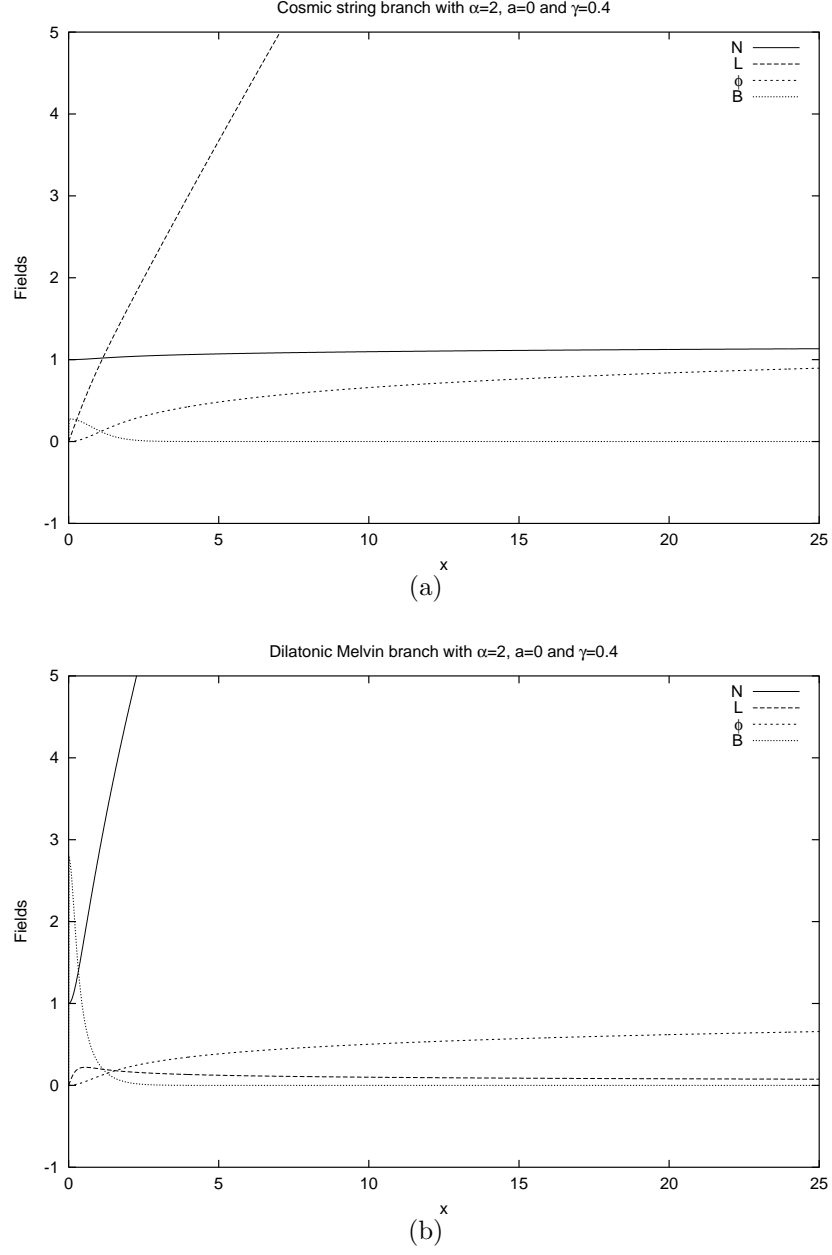 Cosmic string branch with α=2, a=0 and γ=0.4
N
L
ϕ
B
5
4
3
2
1
0
-1
Fields
0 5 10 15 20 25
x
(a)
Dilatonic Melvin branch with α=2, a=0 and γ=0.4
N
L
ϕ
B
5
4
3
2
1
0
-1
Fields
0 5 10 15 20 25
x
(b)